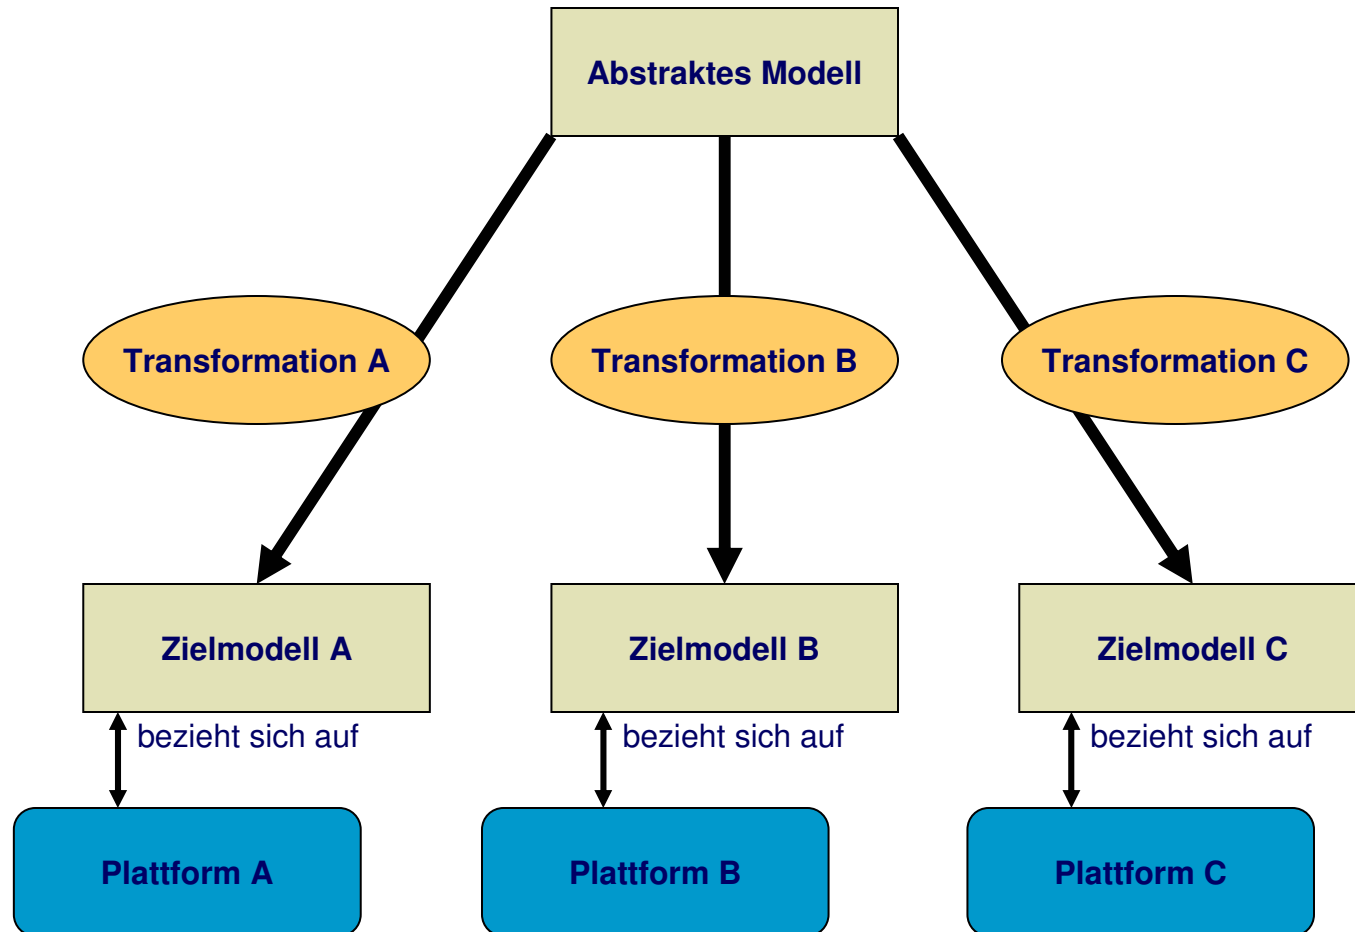 Abstraktes Modell
Transformation A
Transformation B
Transformation C
Zielmodell A
Zielmodell B
Zielmodell C
bezieht sich auf
bezieht sich auf
bezieht sich auf
Plattform A
Plattform B
Plattform C